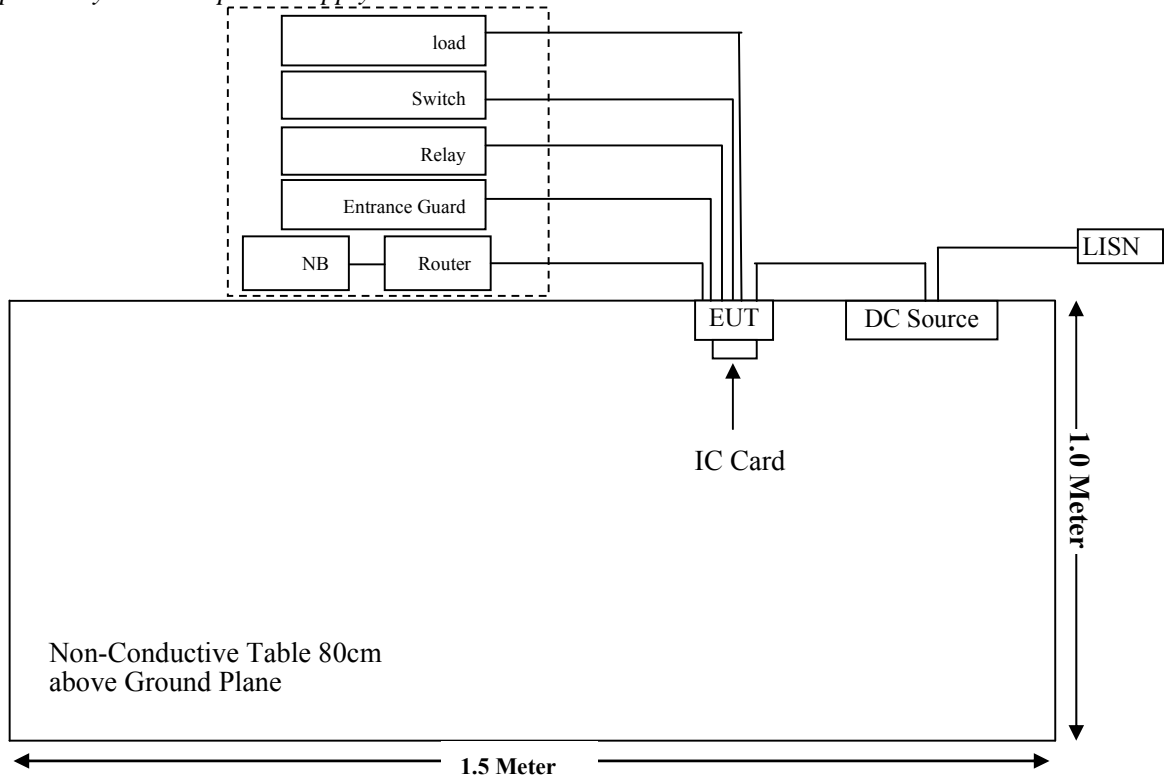 load
Switch
Relay
Entrance Guard
NB
Router
LISN
EUT
DC Source
IC Card
1.0 Meter
Non-Conductive Table 80cm
above Ground Plane
1.5 Meter